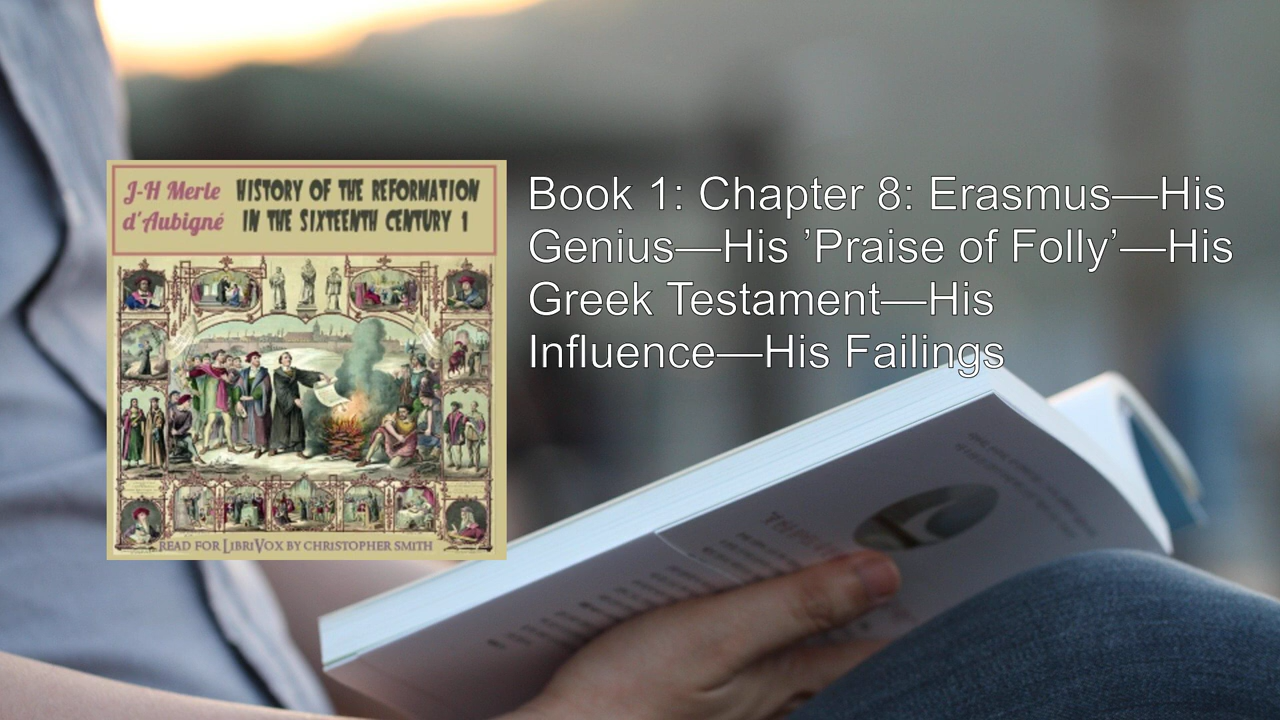 J-H Merle d'Aubigné
HISTORY OF THE REFORMATION
IN THE SIXTEENTH CENTURY 1
READ FOR LIBRIVOX BY CHRISTOPHER SMITH
Book 1: Chapter 8: Erasmus—His
Genius—His ’Praise of Folly’—His
Greek Testament—His
Influence—His Failings